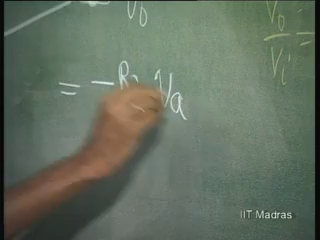 V₀
V₀
Vᵢ
= - R Vₐ
IIT Madras